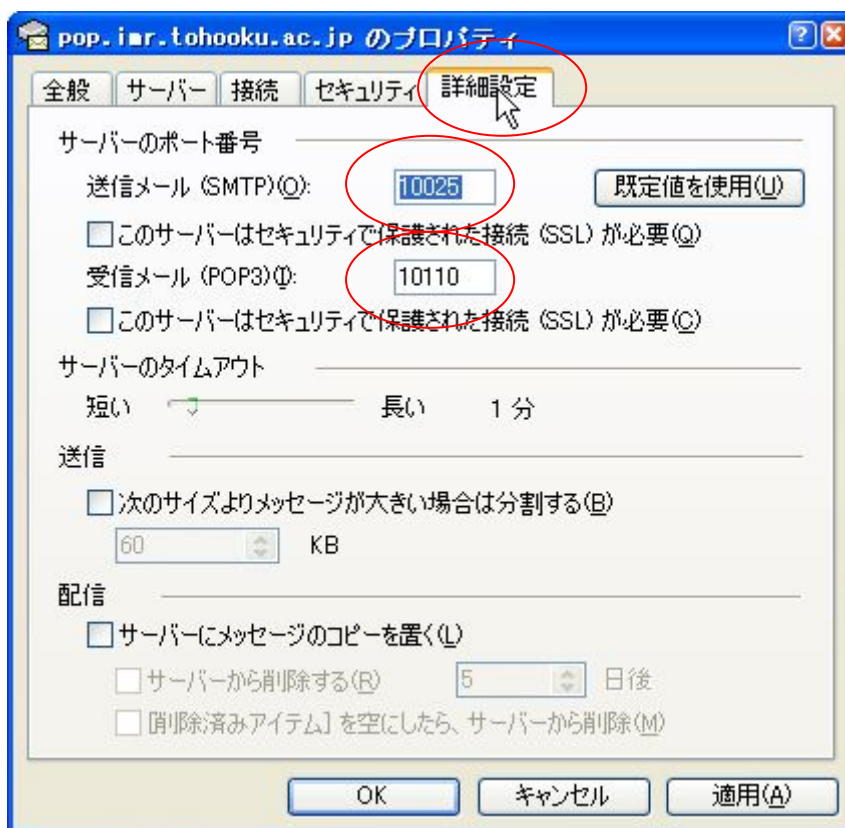 pop.imr.tohooku.ac.jp のプロパティ
全般 サーバー 接続 セキュリティ 詳細設定
サーバーのポート番号
送信メール (SMTP)(O): 10025 既定値を使用(U)
このサーバーはセキュリティで保護された接続 (SSL) が必要(Q)
受信メール (POP3)(I): 10110
このサーバーはセキュリティで保護された接続 (SSL) が必要(C)
サーバーのタイムアウト
短い 長い 1 分
送信
次のサイズよりメッセージが大きい場合は分割する(B)
60 KB
配信
サーバーにメッセージのコピーを置く(L)
サーバーから削除する(R) 5 日後
[削除済みアイテム] を空にしたら、サーバーから削除(M)
OK キャンセル 適用(A)